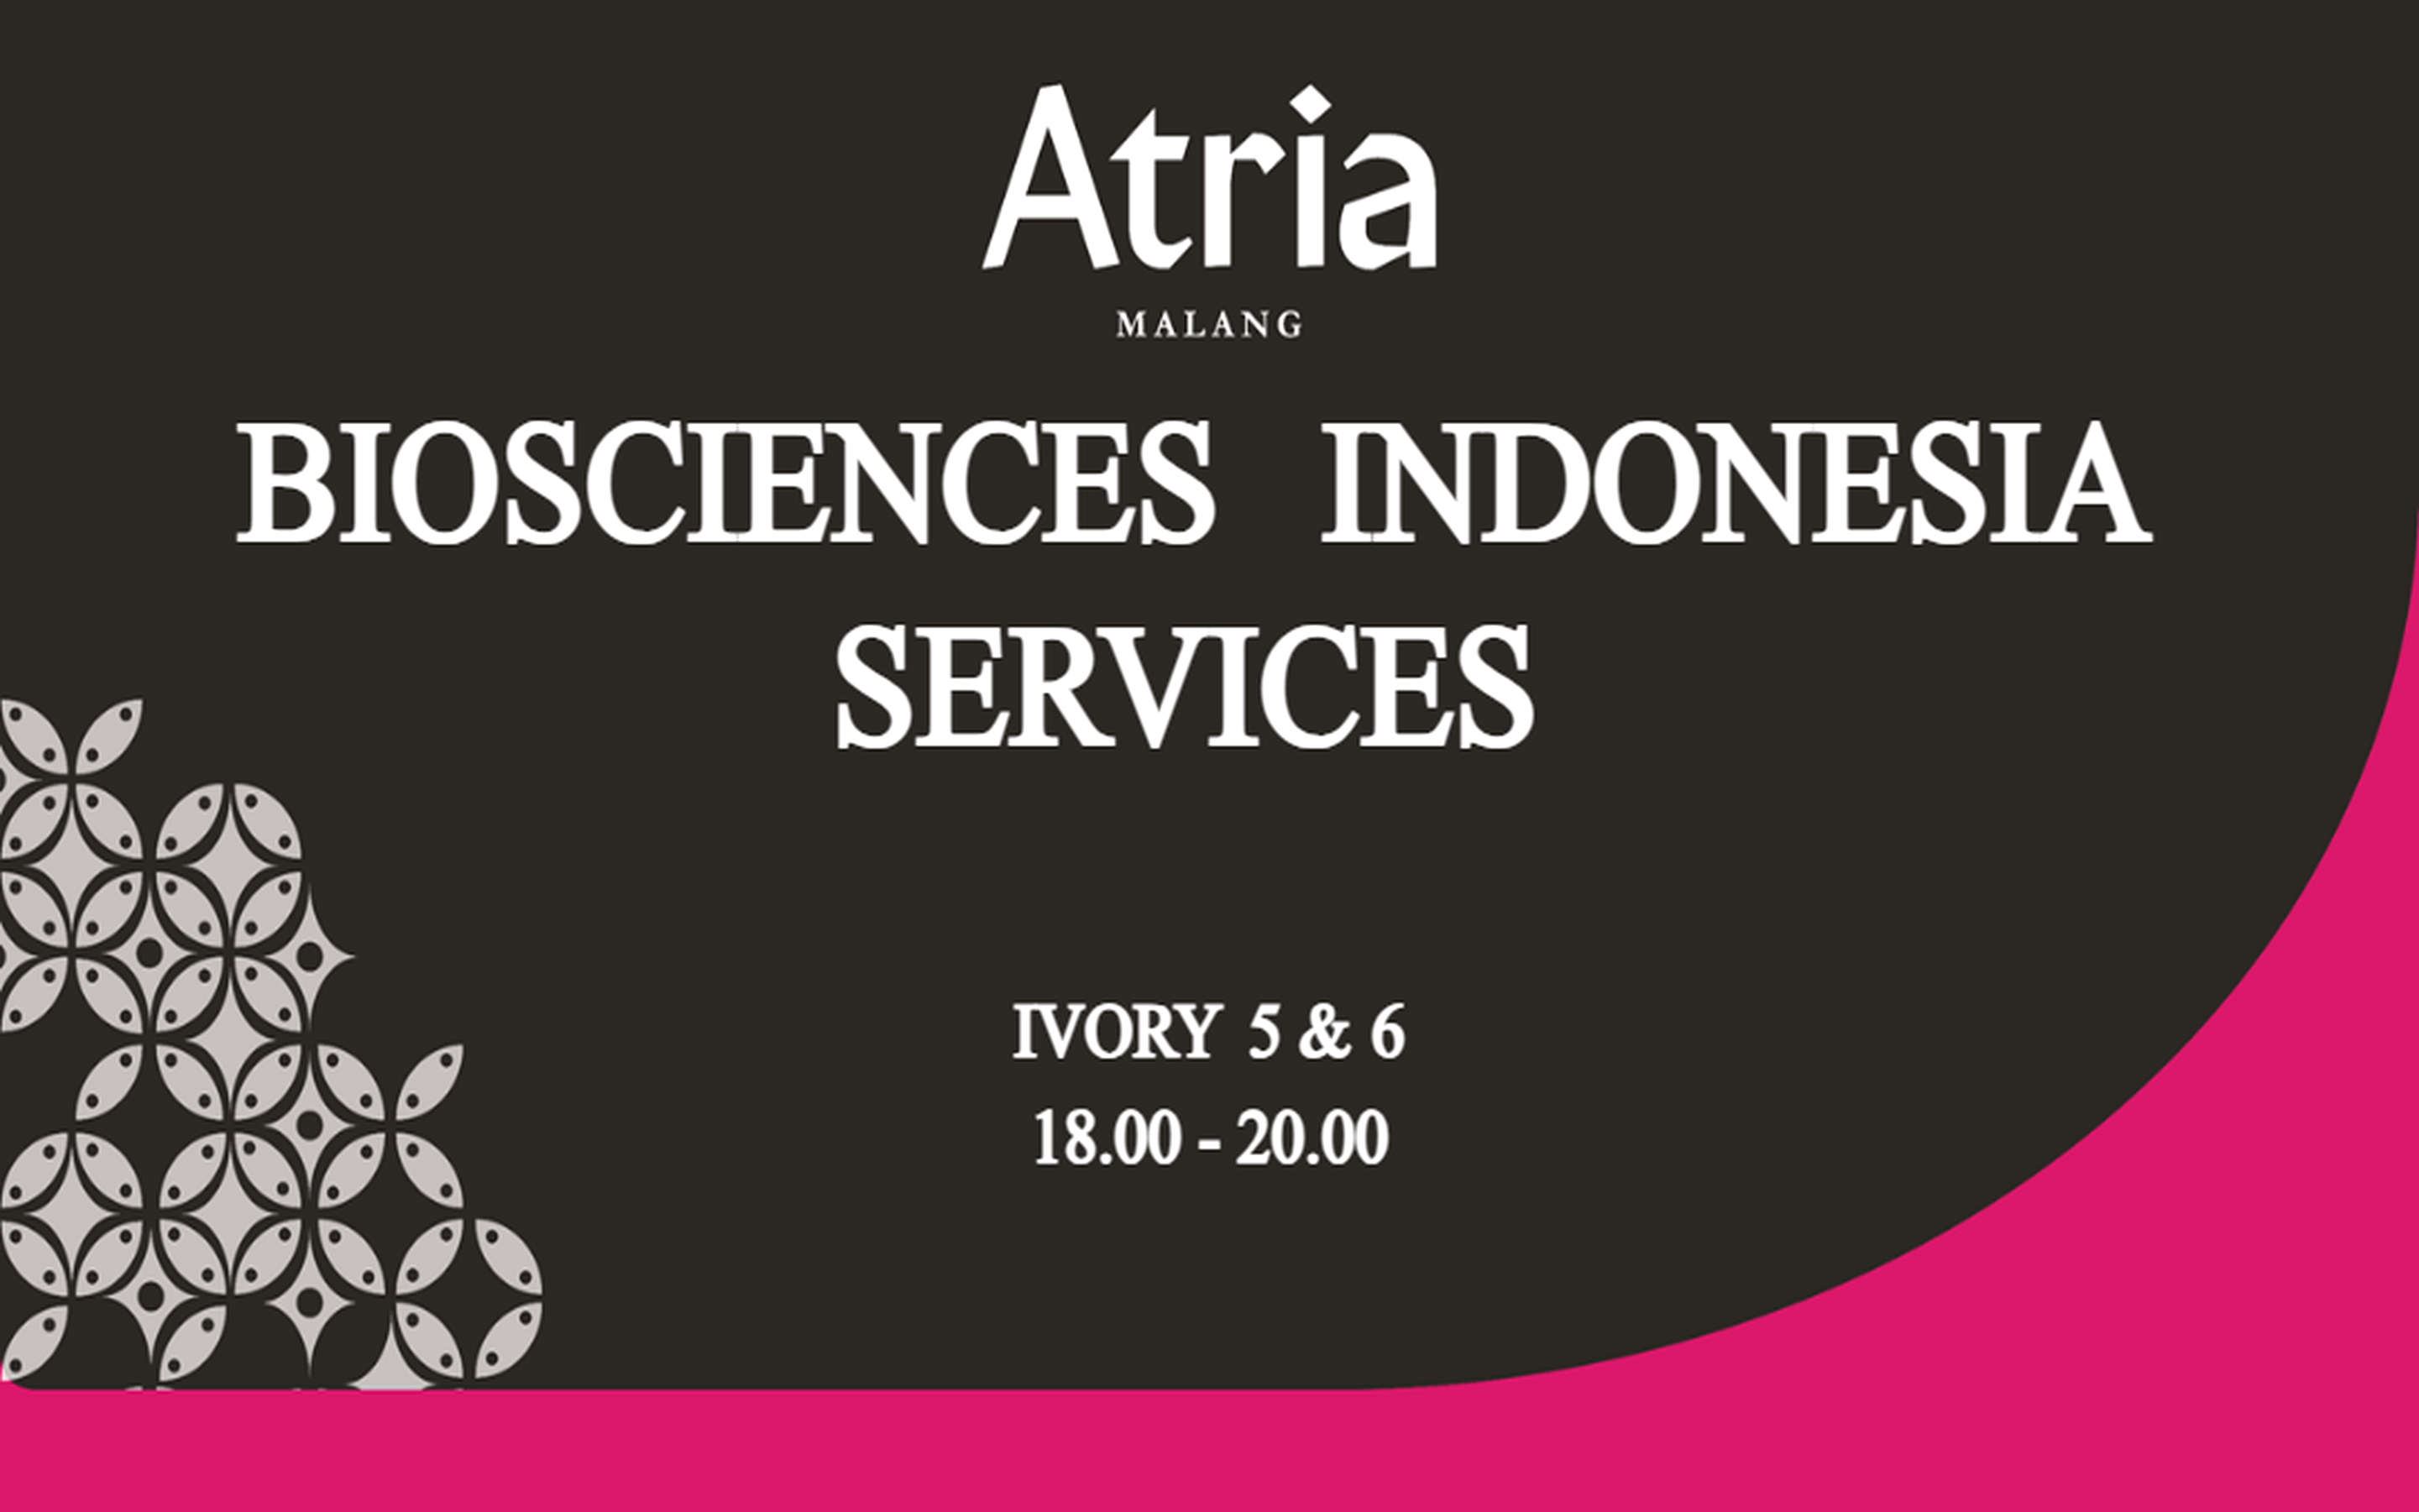 Atria
MALANG
BIOSCIENCES INDONESIA
SERVICES
IVORY 5 & 6
18.00 - 20.00